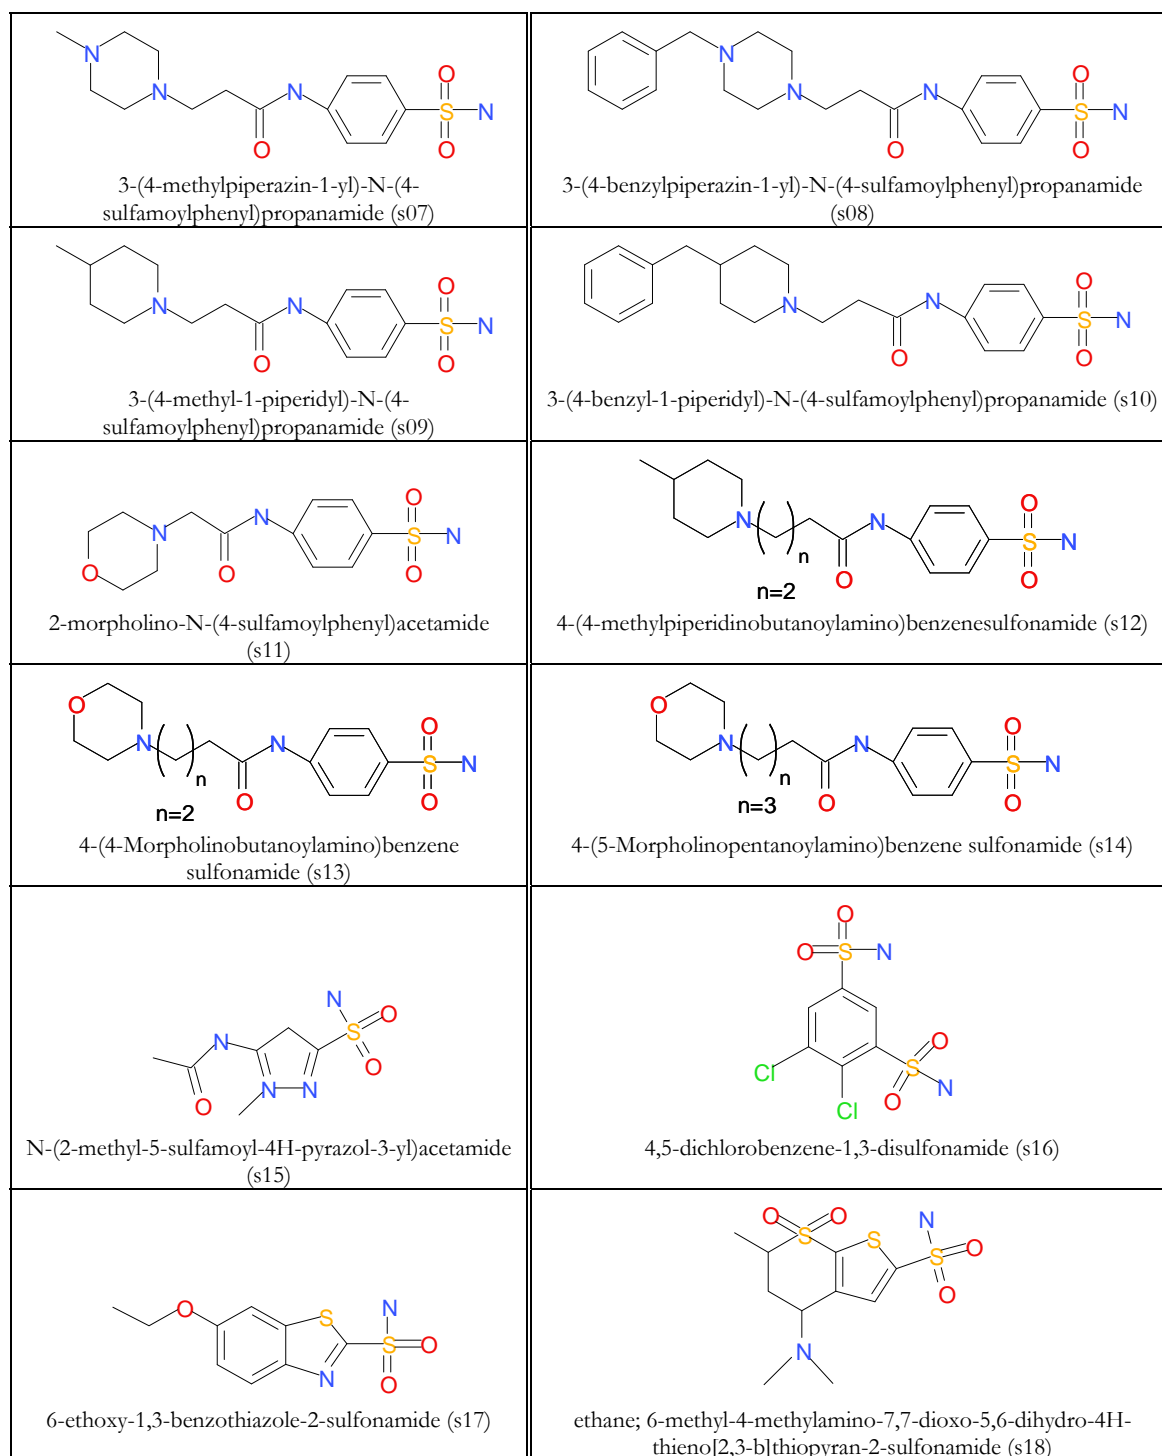 N
N
N
O
S
O
O
N
3-(4-methylpiperazin-1-yl)-N-(4-
sulfamoylphenyl)propanamide (s07)
N
N
N
O
S
O
O
N
3-(4-benzylpiperazin-1-yl)-N-(4-sulfamoylphenyl)propanamide
(s08)
N
N
O
S
O
O
N
3-(4-methyl-1-piperidyl)-N-(4-
sulfamoylphenyl)propanamide (s09)
N
N
O
S
O
O
N
3-(4-benzyl-1-piperidyl)-N-(4-sulfamoylphenyl)propanamide (s10)
O
N
N
O
S
O
O
N
2-morpholino-N-(4-sulfamoylphenyl)acetamide
(s11)
N
n
n=2
N
O
S
O
O
N
4-(4-methylpiperidinobutanoylamino)benzenesulfonamide (s12)
O
N
n
n=2
N
O
S
O
O
N
4-(4-Morpholinobutanoylamino)benzene
sulfonamide (s13)
O
N
n
n=3
N
O
S
O
O
N
4-(5-Morpholinopentanoylamino)benzene sulfonamide (s14)
N
O
N
N
N
S
O
O
N-(2-methyl-5-sulfamoyl-4H-pyrazol-3-yl)acetamide
(s15)
O
O
S
N
O
S
O
N
Cl
Cl
4,5-dichlorobenzene-1,3-disulfonamide (s16)
O
S
N
N
S
O
O
6-ethoxy-1,3-benzothiazole-2-sulfonamide (s17)
O
O
S
S
N
S
O
O
N
ethane; 6-methyl-4-methylamino-7,7-dioxo-5,6-dihydro-4H-
thieno[2,3-b]thiopyran-2-sulfonamide (s18)